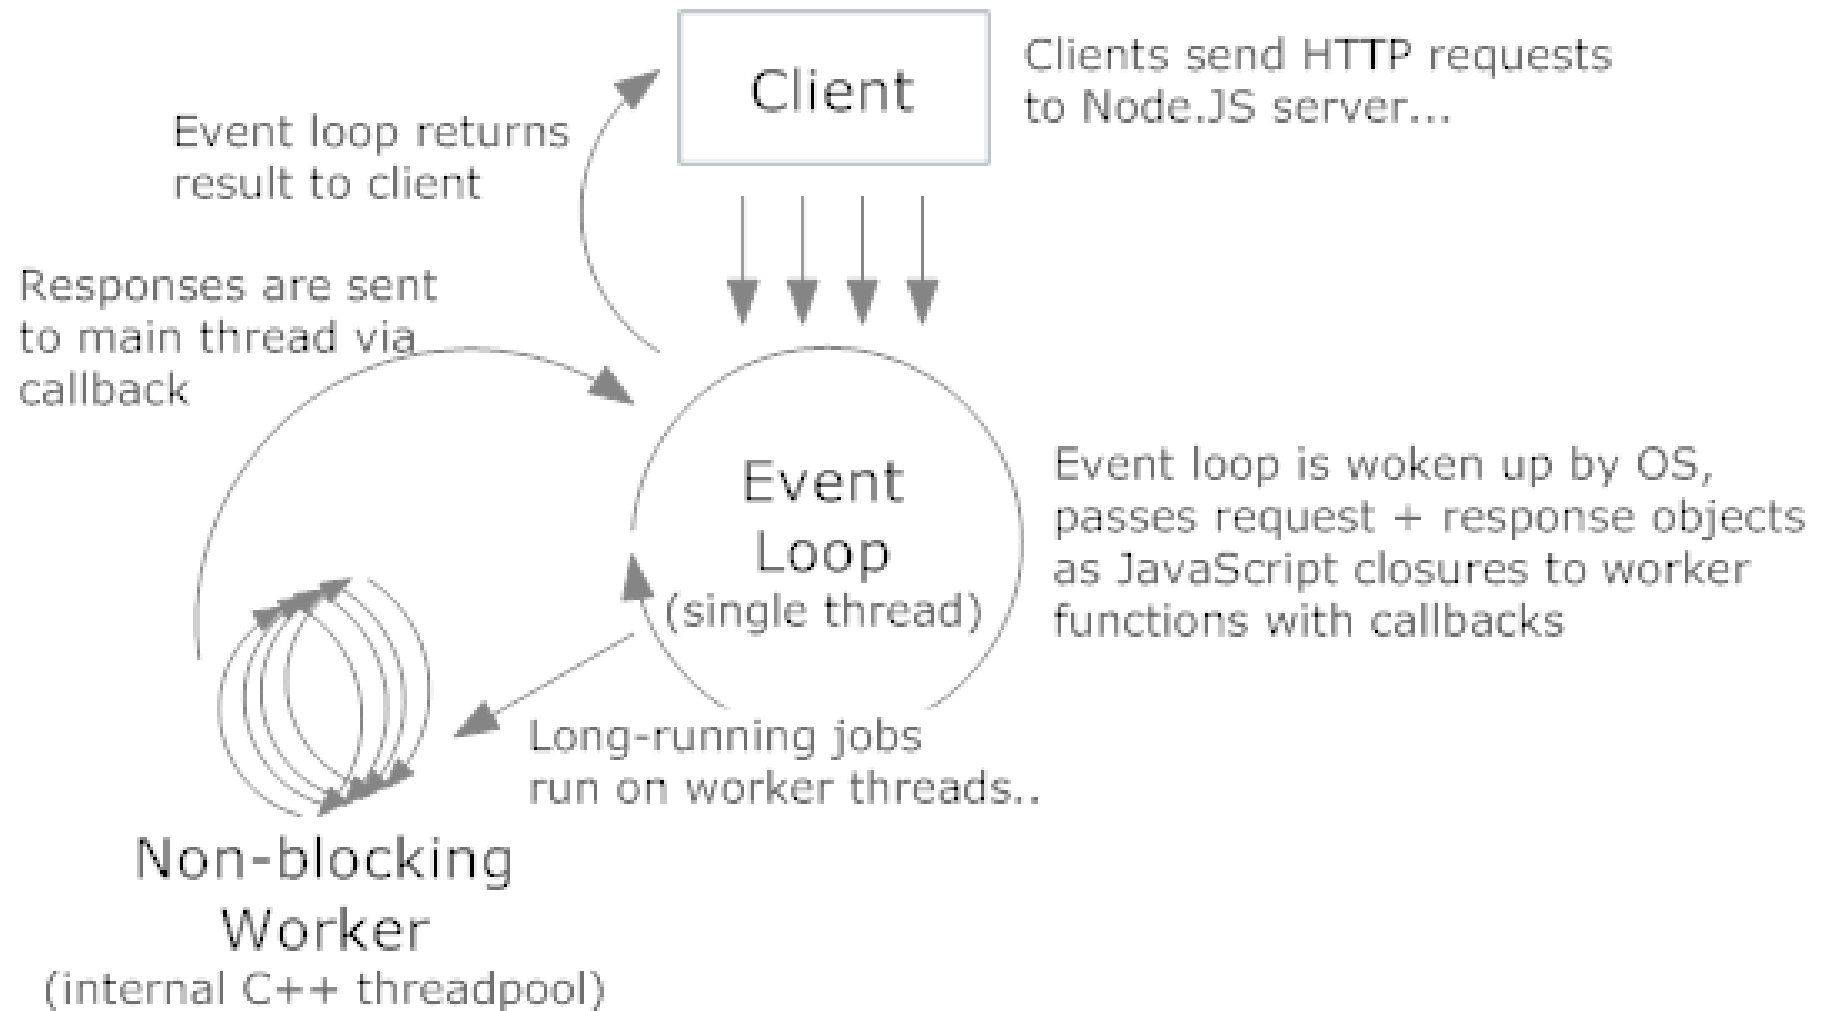 Client
Clients send HTTP requests
to Node.JS server...
Event loop returns
result to client
Responses are sent
to main thread via
callback
Event
Loop
(single thread)
Event loop is woken up by OS,
passes request + response objects
as JavaScript closures to worker
functions with callbacks
Long-running jobs
run on worker threads..
Non-blocking
Worker
(internal C++ threadpool)